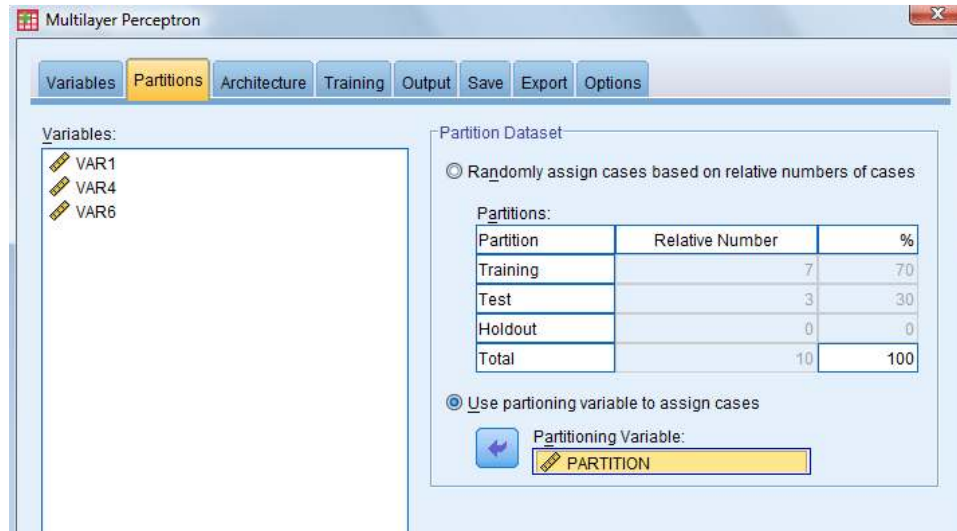 Multilayer Perceptron
x
Variables Partitions Architecture Training Output Save Export Options
Variables:
VAR1
VAR4
VAR6
Partition Dataset
Randomly assign cases based on relative numbers of cases
Partitions:
Partition Relative Number %
Training 7 70
Test 3 30
Holdout 0 0
Total 10 100
Use partioning variable to assign cases
Partitioning Variable:
PARTITION